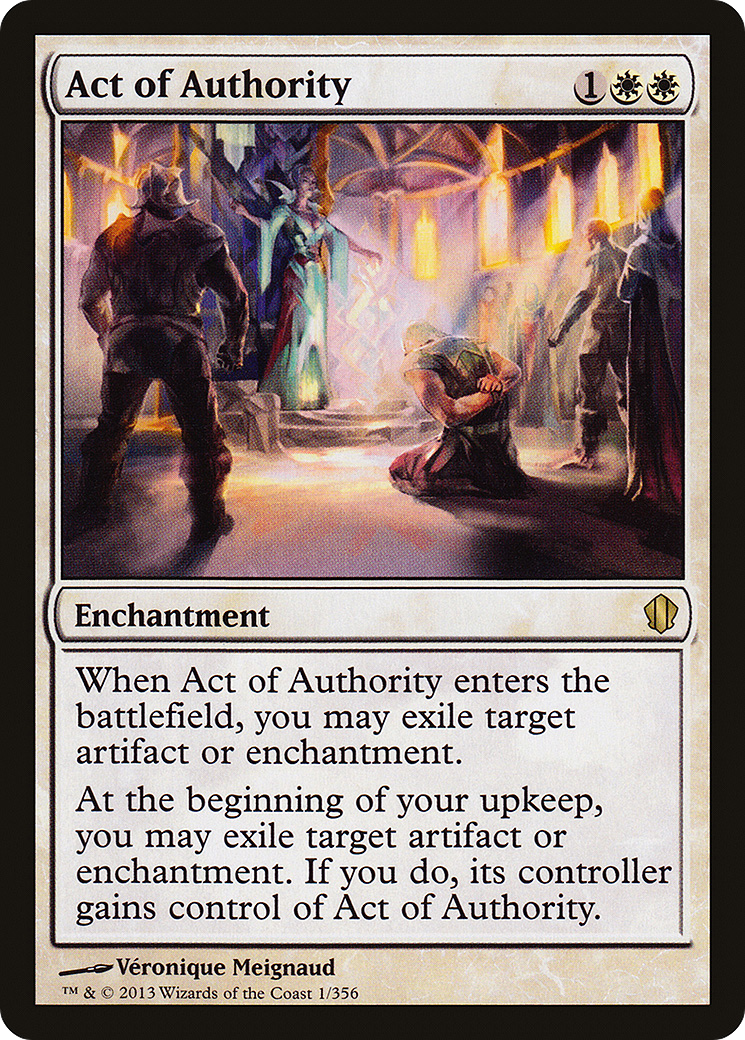 Act of Authority 1
Enchantment
When Act of Authority enters the
battlefield, you may exile target
artifact or enchantment.
At the beginning of your upkeep,
you may exile target artifact or
enchantment. If you do, its controller
gains control of Act of Authority.
Véronique Meignaud
™ & © 2013 Wizards of the Coast 1/356